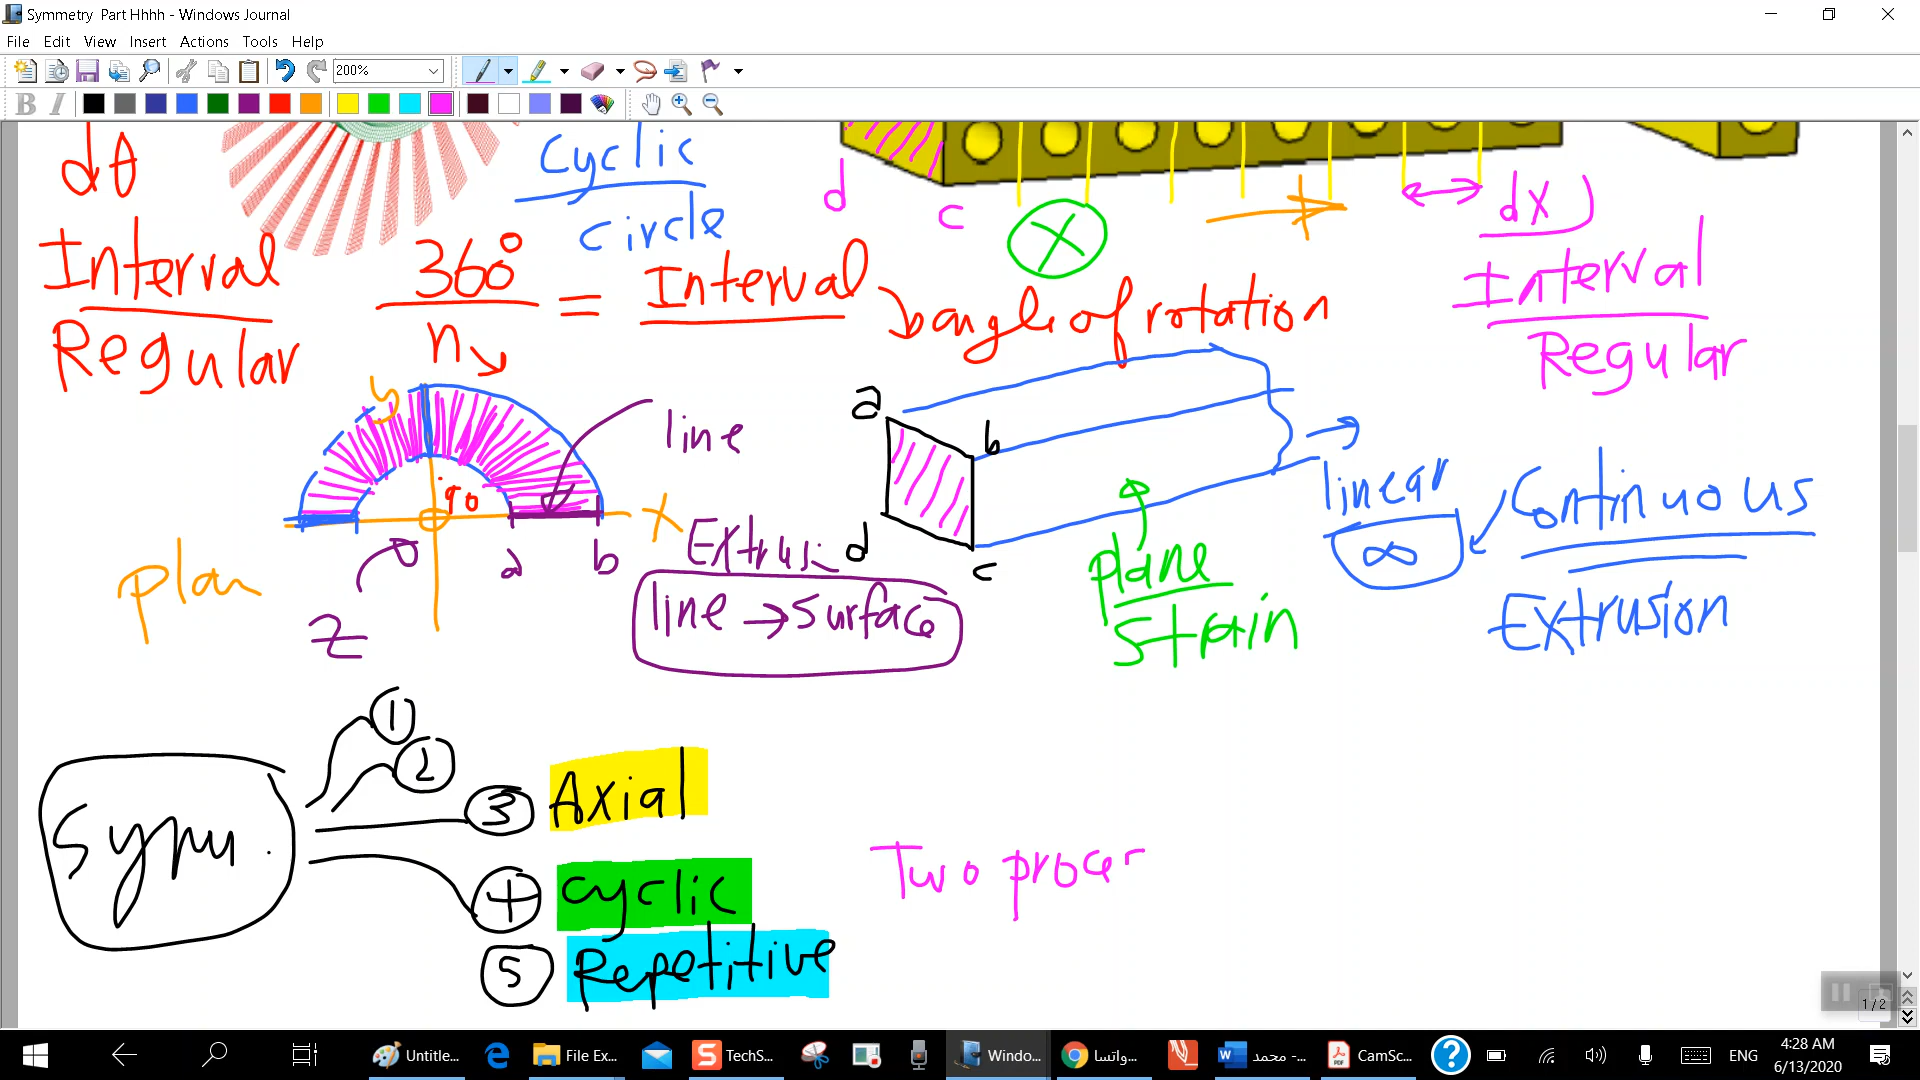 Symmetry Part Hhhh - Windows Journal
File Edit View Insert Actions Tools Help
200%
B I
dθ
cyclic
circle
d
c
X
dx
Interval
Regular
360°
n
= Interval
angle of rotation
Interval
Regular
y
90
line
X
a
b
plan
Z
Extrusi
line → Surface
a
b
d
c
plane
strain
linear
∞
Continuous
Extrusion
Sym.
1
2
3 Axial
4 cyclic
5 Repetitive
Two proce
1 / 2
Untitle...
File Ex...
TechS...
Windo...
واتسا...
محمد -...
CamSc...
ENG
4:28 AM
6/13/2020